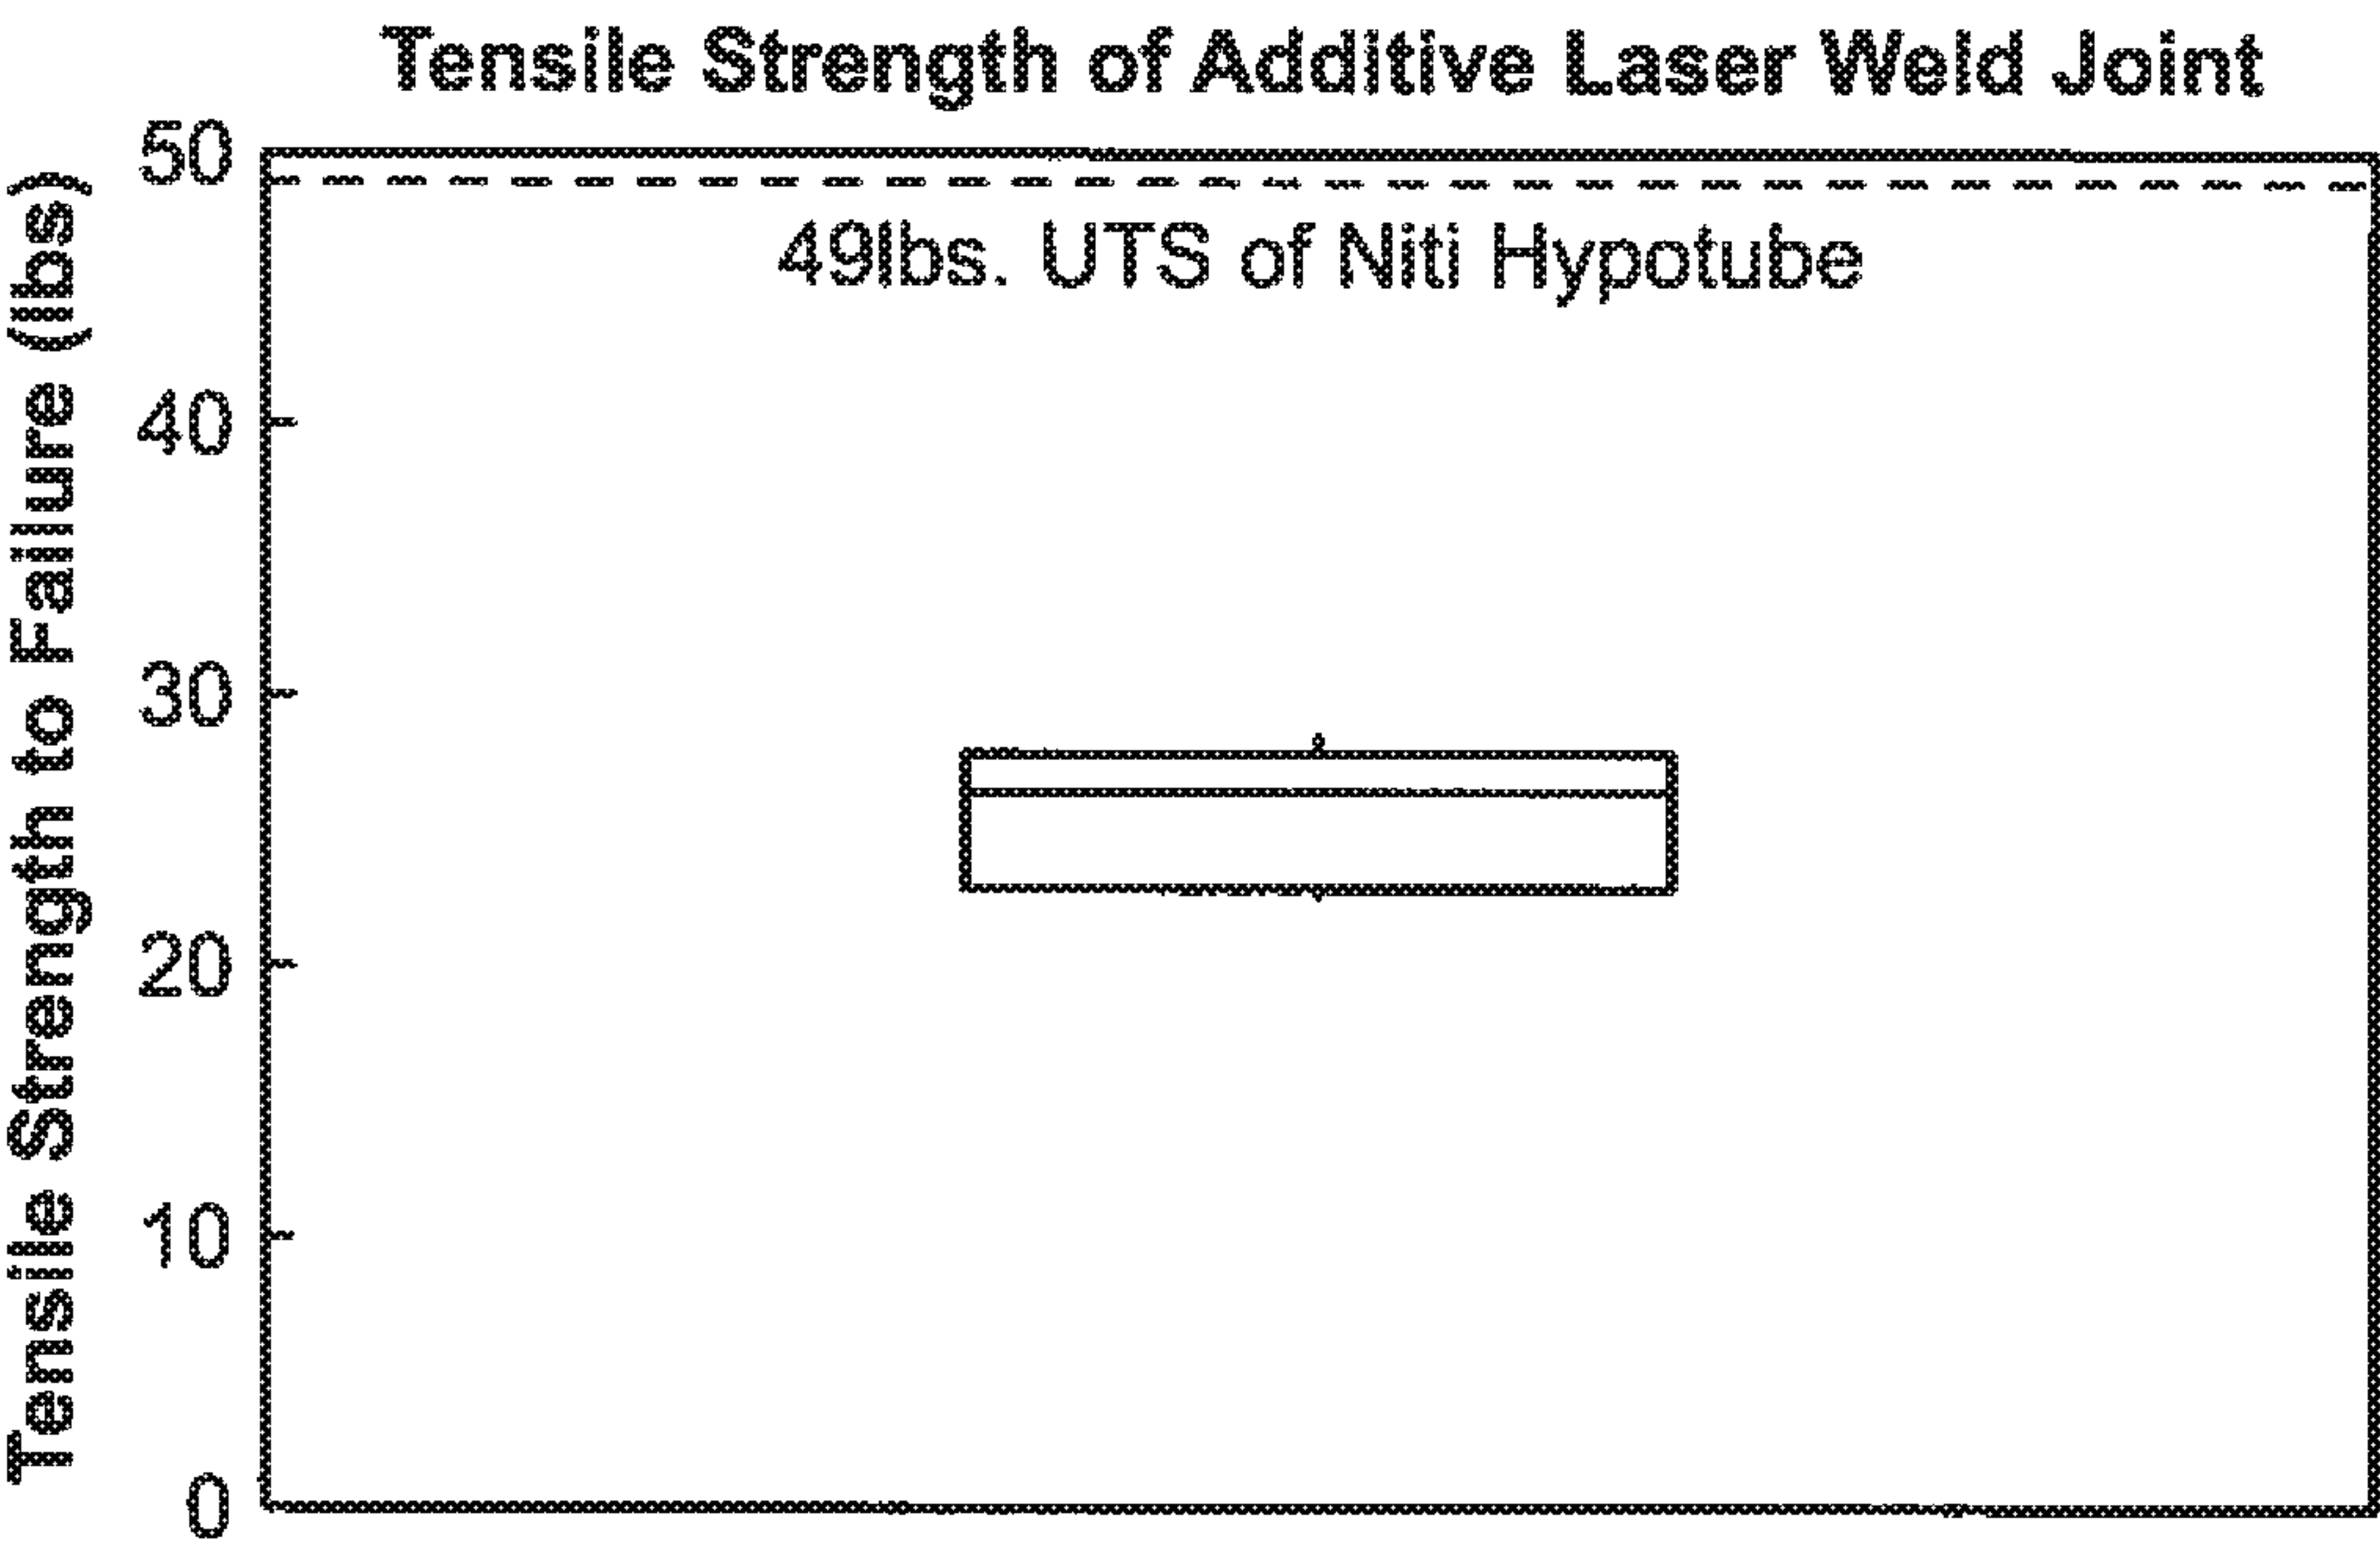 Tensile Strength of Additive Laser Weld Joint
Tensile Strength to Failure (lbs)
50
49lbs. UTS of Niti Hypotube
40
30
20
10
0